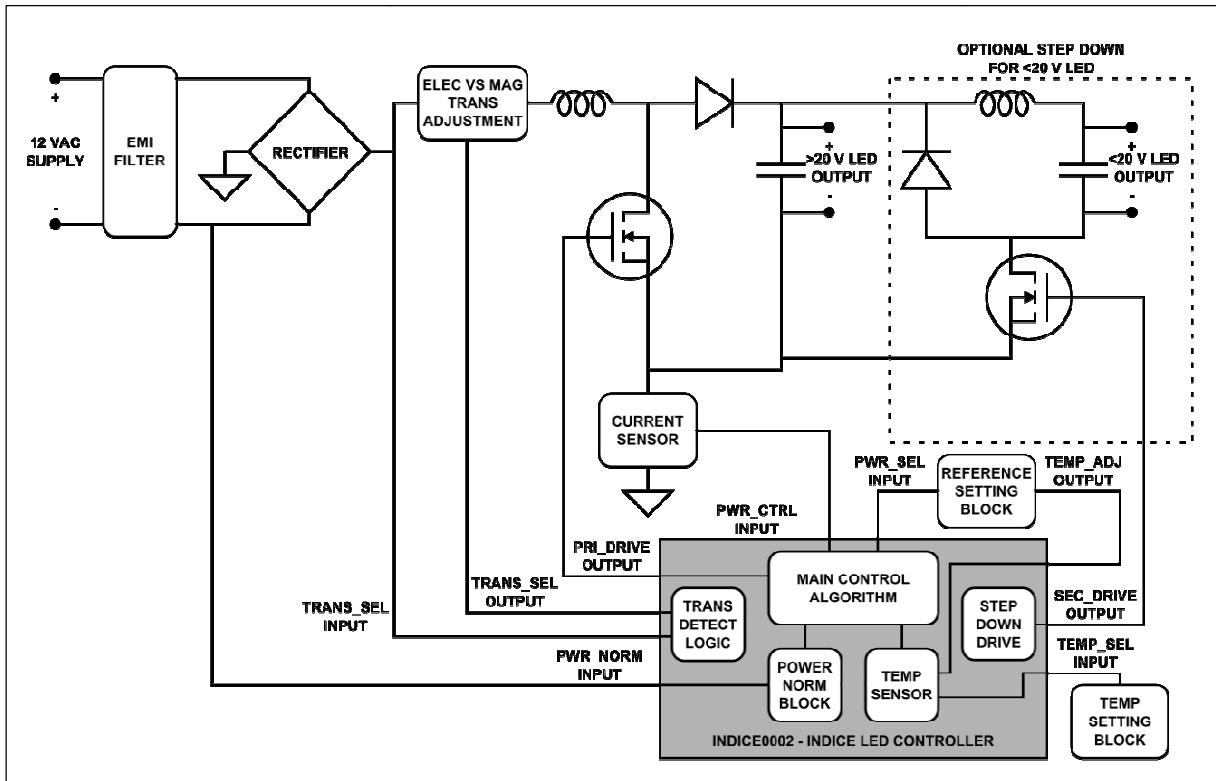 OPTIONAL STEP DOWN
FOR <20 V LED
+
12 VAC
SUPPLY
-
EMI
FILTER
RECTIFIER
ELEC VS MAG
TRANS
ADJUSTMENT
+
>20 V LED
OUTPUT
-
+
<20 V LED
OUTPUT
-
CURRENT
SENSOR
PWR_SEL
INPUT
REFERENCE
SETTING
BLOCK
TEMP_ADJ
OUTPUT
PWR_CTRL
INPUT
PRI_DRIVE
OUTPUT
TRANS_SEL
OUTPUT
TRANS_SEL
INPUT
PWR_NORM
INPUT
MAIN CONTROL
ALGORITHM
TRANS
DETECT
LOGIC
STEP
DOWN
DRIVE
SEC_DRIVE
OUTPUT
TEMP_SEL
INPUT
POWER
NORM
BLOCK
TEMP
SENSOR
TEMP
SETTING
BLOCK
INDICE0002 - INDICE LED CONTROLLER